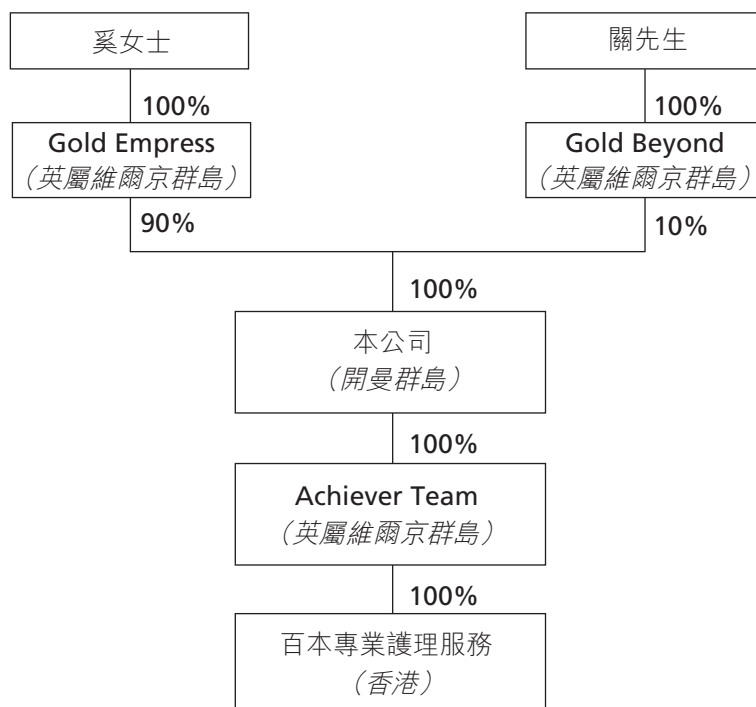 奚女士
關先生
100%
100%
Gold Empress
（英屬維爾京群島）
Gold Beyond
（英屬維爾京群島）
90%
10%
100%
本公司
（開曼群島）
100%
Achiever Team
（英屬維爾京群島）
100%
百本專業護理服務
（香港）